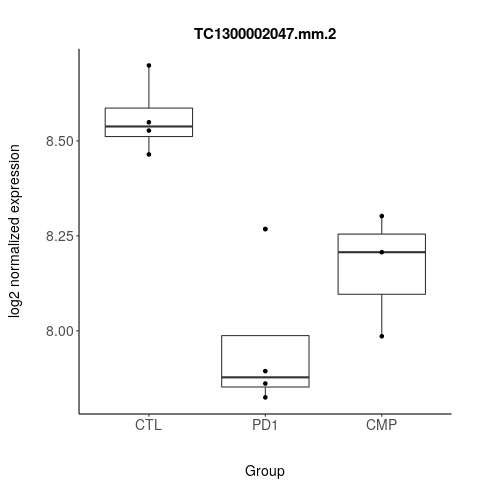 TC1300002047.mm.2
log2 normalized expression
8.50
8.25
8.00
CTL
PD1
CMP
Group